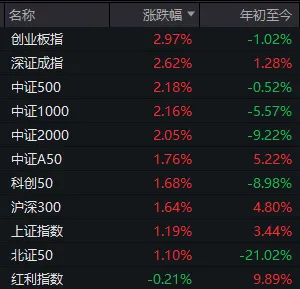 名称 涨跌幅 年初至今
创业板指 2.97% -1.02%
深证成指 2.62% 1.28%
中证500 2.18% -0.52%
中证1000 2.16% -5.57%
中证2000 2.05% -9.22%
中证A50 1.76% 5.22%
科创50 1.68% -8.98%
沪深300 1.64% 4.80%
上证指数 1.19% 3.44%
北证50 1.10% -21.02%
红利指数 -0.21% 9.89%